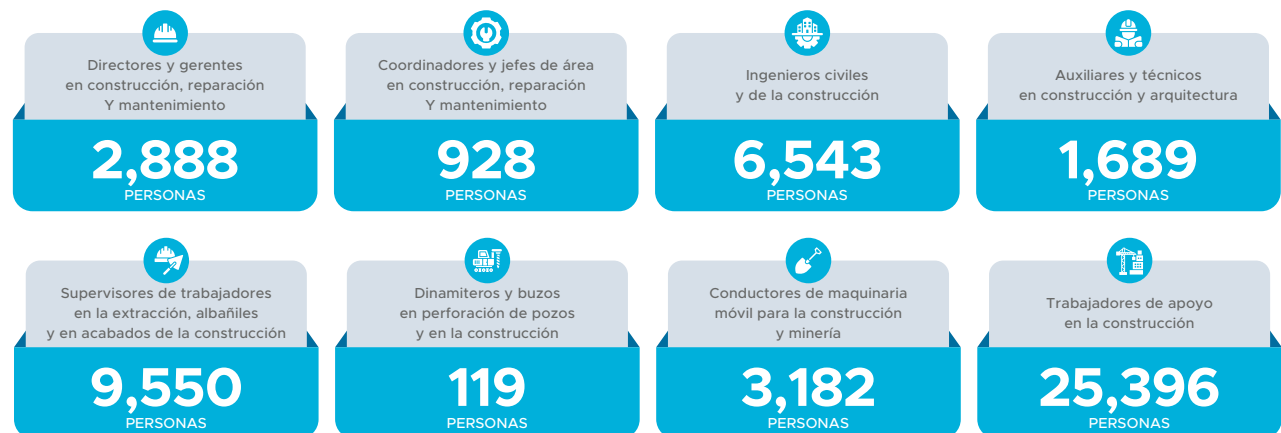 Directores y gerentes
en construcción, reparación
Y mantenimiento
2,888
PERSONAS
Coordinadores y jefes de área
en construcción, reparación
Y mantenimiento
928
PERSONAS
Ingenieros civiles
y de la construcción
6,543
PERSONAS
Auxiliares y técnicos
en construcción y arquitectura
1,689
PERSONAS
Supervisores de trabajadores
en la extracción, albañiles
y en acabados de la construcción
9,550
PERSONAS
Dinamiteros y buzos
en perforación de pozos
y en la construcción
119
PERSONAS
Conductores de maquinaria
móvil para la construcción
y minería
3,182
PERSONAS
Trabajadores de apoyo
en la construcción
25,396
PERSONAS